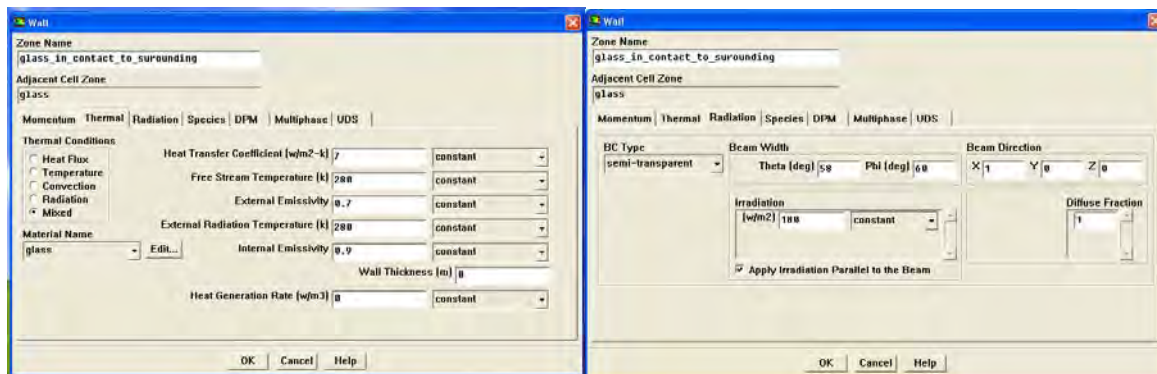 Wall
Zone Name
glass_in_contact_to_surounding
Adjacent Cell Zone
glass
Momentum Thermal Radiation Species DPM Multiphase UDS
Thermal Conditions
Heat Flux
Temperature
Convection
Radiation
Mixed
Material Name
glass Edit...
Heat Transfer Coefficient (w/m2-k) 7 constant
Free Stream Temperature (k) 280 constant
External Emissivity 0.7 constant
External Radiation Temperature (k) 280 constant
Internal Emissivity 0.9 constant
Wall Thickness (m) 0
Heat Generation Rate (w/m3) 0 constant
OK Cancel Help
Wall
Zone Name
glass_in_contact_to_surounding
Adjacent Cell Zone
glass
Momentum Thermal Radiation Species DPM Multiphase UDS
BC Type
semi-transparent
Beam Width
Theta (deg) 50 Phi (deg) 60
Beam Direction
X 1 Y 0 Z 0
Irradiation
(w/m2) 100 constant
Diffuse Fraction
1
Apply Irradiation Parallel to the Beam
OK Cancel Help